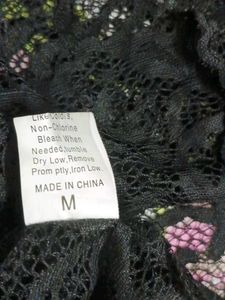 Like Colors,
Non-Chlorine
Bleach When
Needed,tumble
Dry Low,Remove
Prom ptly,Iron Low.
MADE IN CHINA
M